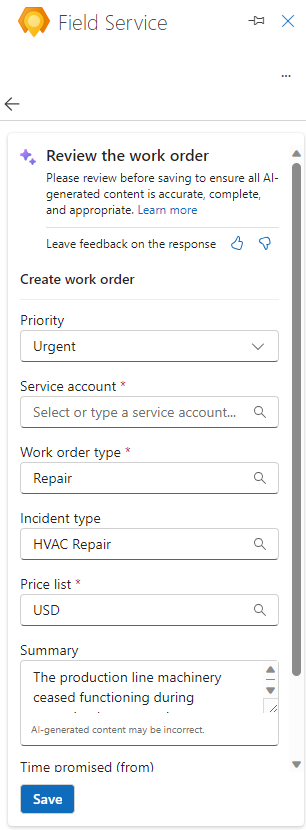 Field Service
...
Review the work order
Please review before saving to ensure all AI-
generated content is accurate, complete,
and appropriate. Learn more
Leave feedback on the response
Create work order
Priority
Urgent
Service account *
Select or type a service account...
Work order type *
Repair
Incident type
HVAC Repair
Price list *
USD
Summary
The production line machinery
ceased functioning during
AI-generated content may be incorrect.
Time promised (from)
Save